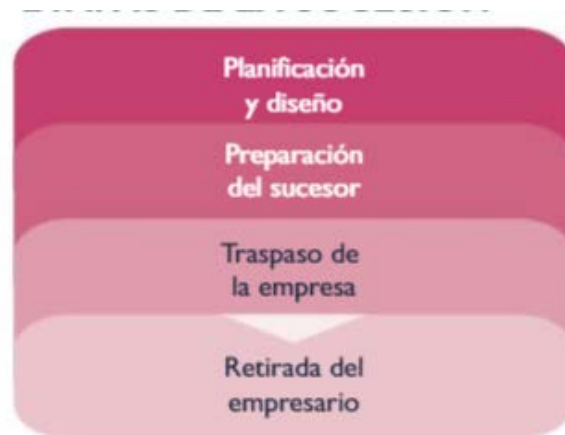 Planificación
y diseño
Preparación
del sucesor
Traspaso de
la empresa
Retirada del
empresario